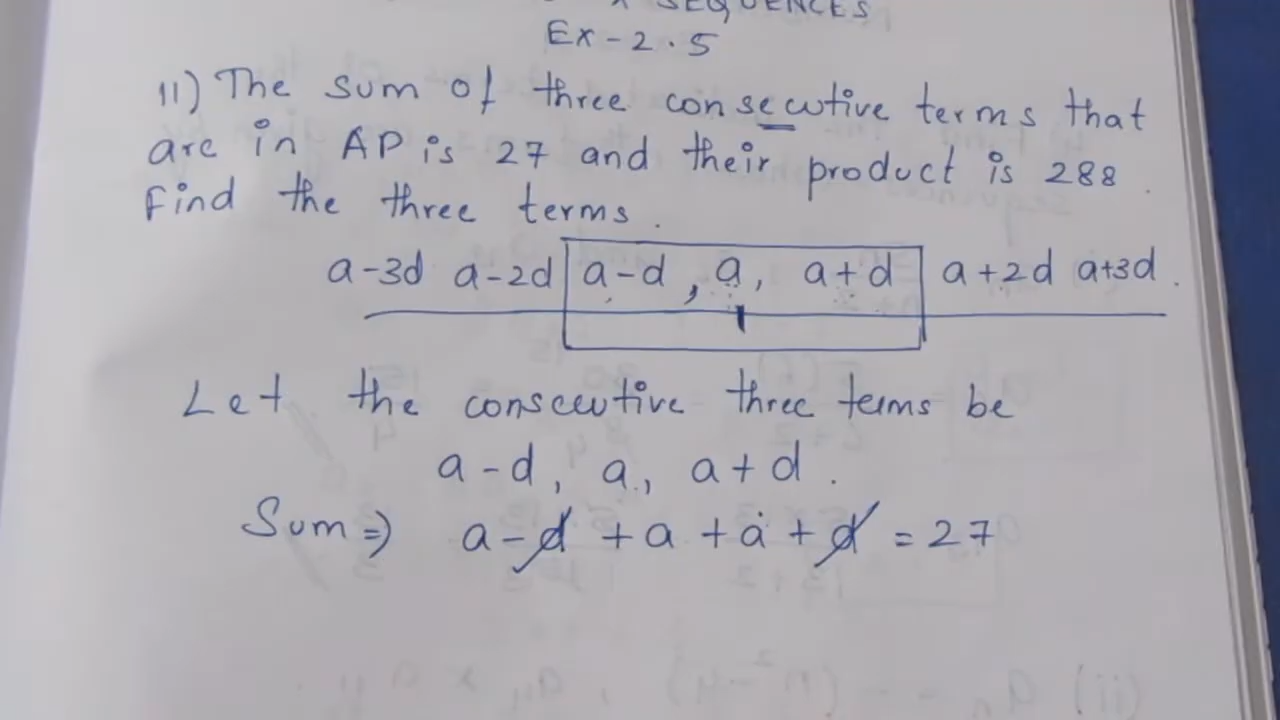 SEQUENCES
Ex-2.5
11) The sum of three consecutive terms that
are in AP is 27 and their product is 288.
Find the three terms.
a-3d a-2d a-d, a, a+d a+2d a+3d.
Let the consecutive three terms be
a-d, a, a+d.
Sum ⇒ a-d+a+a+d = 27